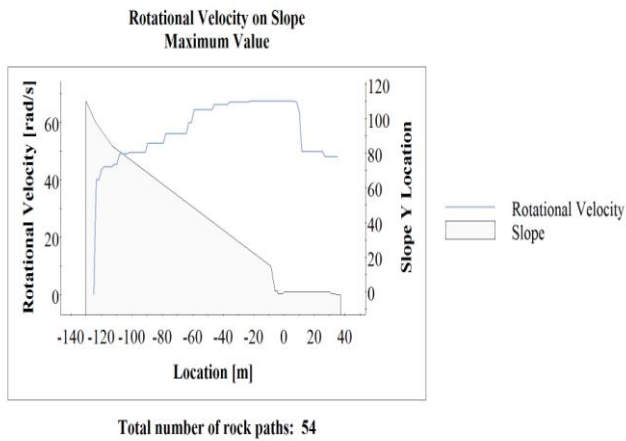 Rotational Velocity on Slope
Maximum Value
Rotational Velocity [rad/s]
60
40
20
0
120
100
80
60
40
20
0
Slope Y Location
-140 -120 -100 -80 -60 -40 -20 0 20 40
Location [m]
Rotational Velocity
Slope
Total number of rock paths: 54